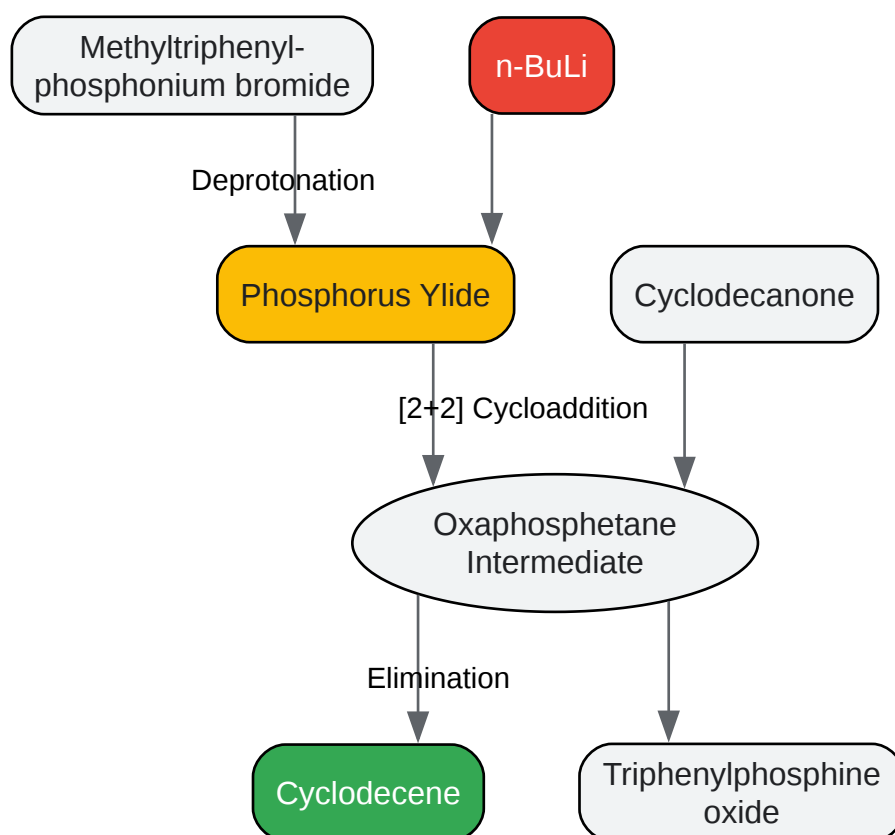 Methyltriphenyl-
phosphonium bromide
n-BuLi
Deprotonation
Phosphorus Ylide
Cyclodecanone
[2+2] Cycloaddition
Oxaphosphetane
Intermediate
Elimination
Cyclodecene
Triphenylphosphine
oxide